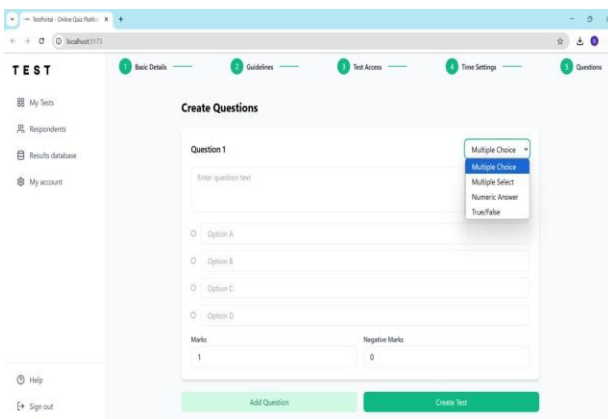 TestPortal - Online Quiz Platfo
localhost:5173
TEST
1 Basic Details
2 Guidelines
3 Test Access
4 Time Settings
5 Questions
My Tests
Respondents
Results database
My account
Create Questions
Question 1
Multiple Choice
Multiple Choice
Multiple Select
Numeric Answer
True/False
Enter question text
Option A
Option B
Option C
Option D
Marks
Negative Marks
1
0
Add Question
Create Test
Help
Sign out